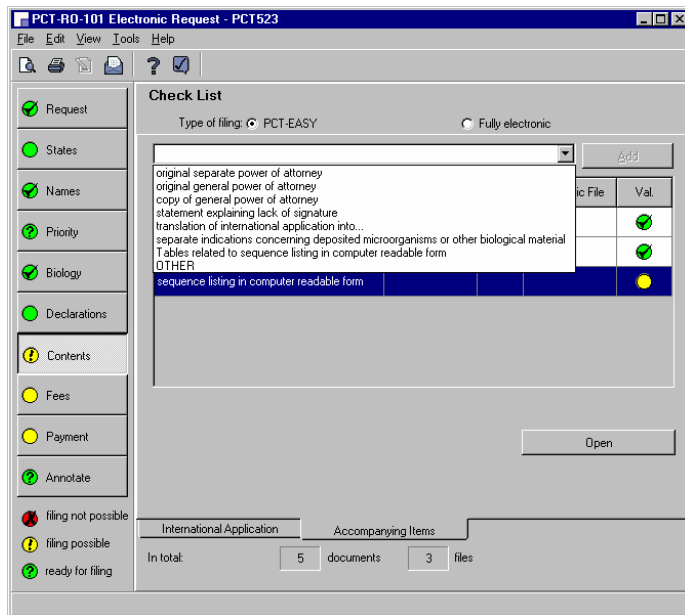 PCT-RO-101 Electronic Request - PCT523
File Edit View Tools Help
Request
States
Names
Priority
Biology
Declarations
Contents
Fees
Payment
Annotate
filing not possible
filing possible
ready for filing
Check List
Type of filing: PCT-EASY Fully electronic
Add
original separate power of attorney
original general power of attorney
copy of general power of attorney
statement explaining lack of signature
translation of international application into...
separate indications concerning deposited microorganisms or other biological material
Tables related to sequence listing in computer readable form
OTHER
ic File Val.
sequence listing in computer readable form
Open
International Application Accompanying Items
In total: 5 documents 3 files